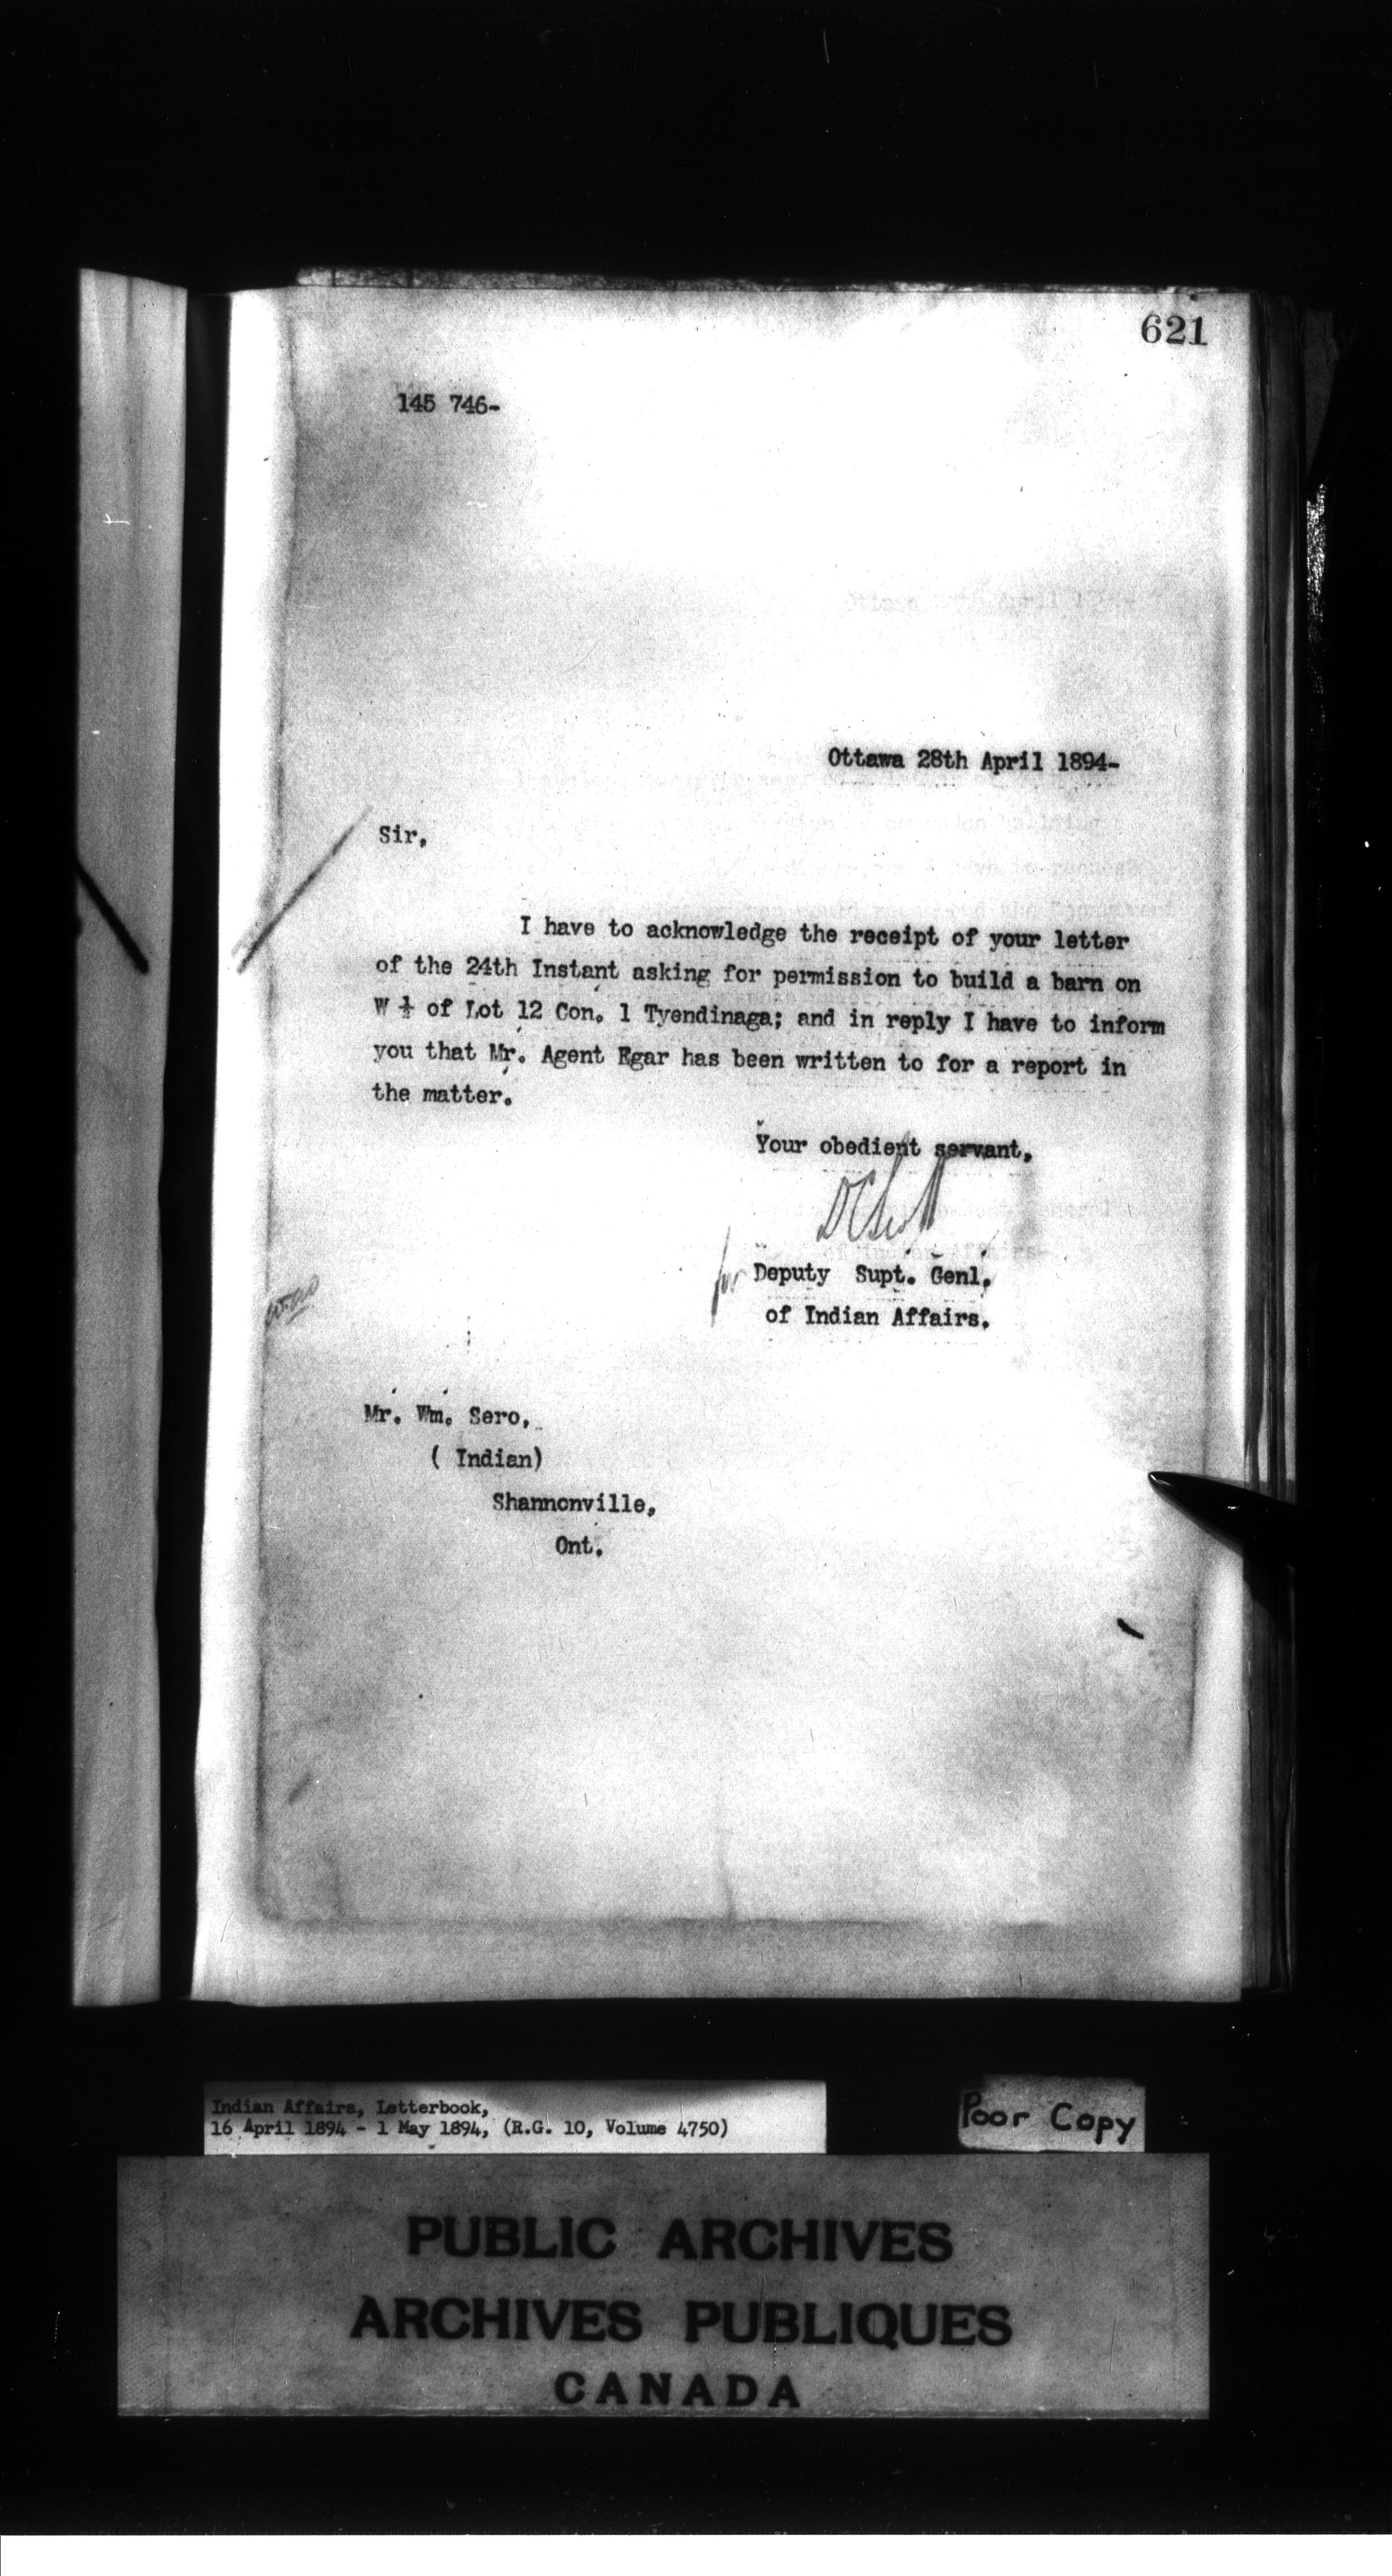 621
145 746-
Ottawa 28th April 1894-
Sir,
I have to acknowledge the receipt of your letter
of the 24th Instant asking for permission to build a barn on
W ½ of Lot 12 Con. 1 Tyendinaga; and in reply I have to inform
you that Mr. Agent Egar has been written to for a report in
the matter.
Your obedient servant,
D C Scott
for Deputy Supt. Genl.
of Indian Affairs.
Mr. Wm. Sero,
( Indian)
Shannonville,
Ont.
Indian Affairs, Letterbook,
16 April 1894 - 1 May 1894, (R.G. 10, Volume 4750)
Poor Copy
PUBLIC ARCHIVES
ARCHIVES PUBLIQUES
CANADA